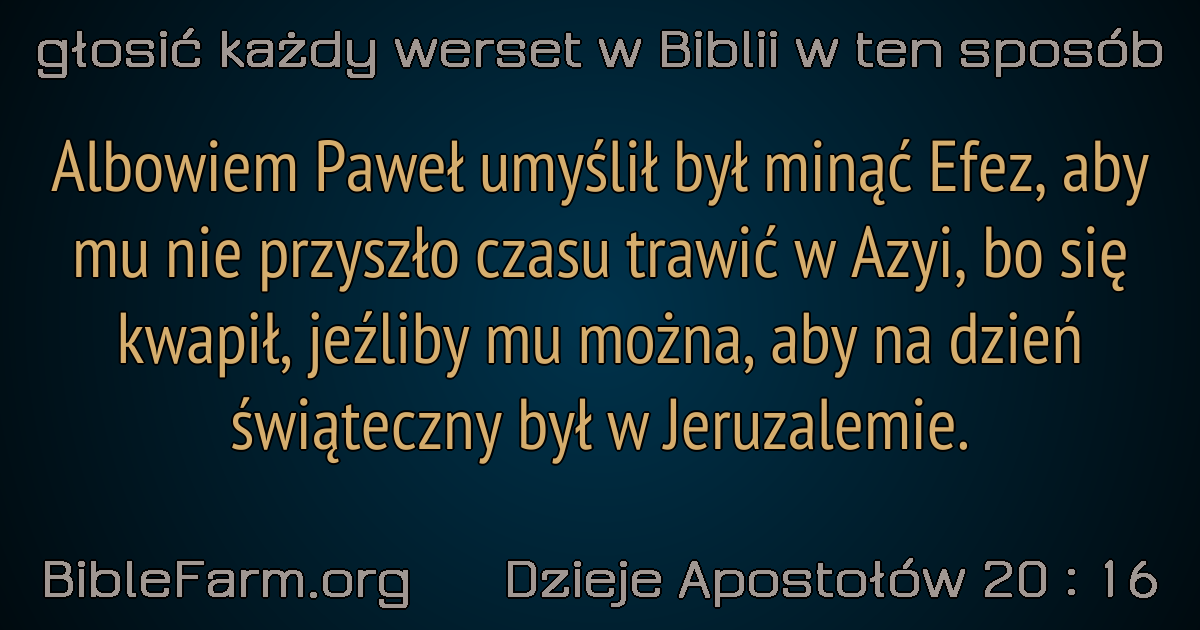 głosić każdy werset w Biblii w ten sposób
Albowiem Paweł umyślił był minąć Efez, aby
mu nie przyszło czasu trawić w Azyi, bo się
kwapił, jeźliby mu można, aby na dzień
świąteczny był w Jeruzalemie.
BibleFarm.org Dzieje Apostołów 20 : 16